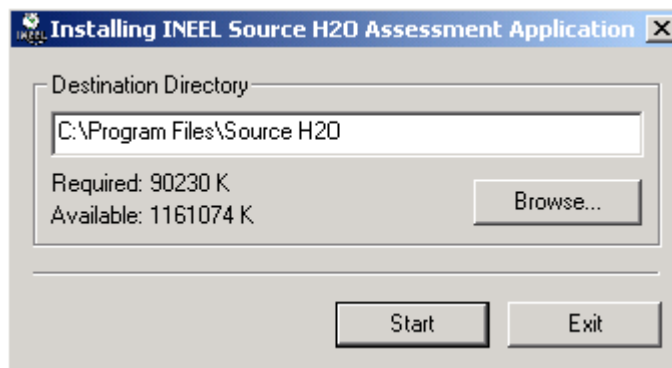 INEEL
Installing INEEL Source H2O Assessment Application
Destination Directory
C:\Program Files\Source H2O
Required: 90230 K
Available: 1161074 K
Browse...
Start
Exit